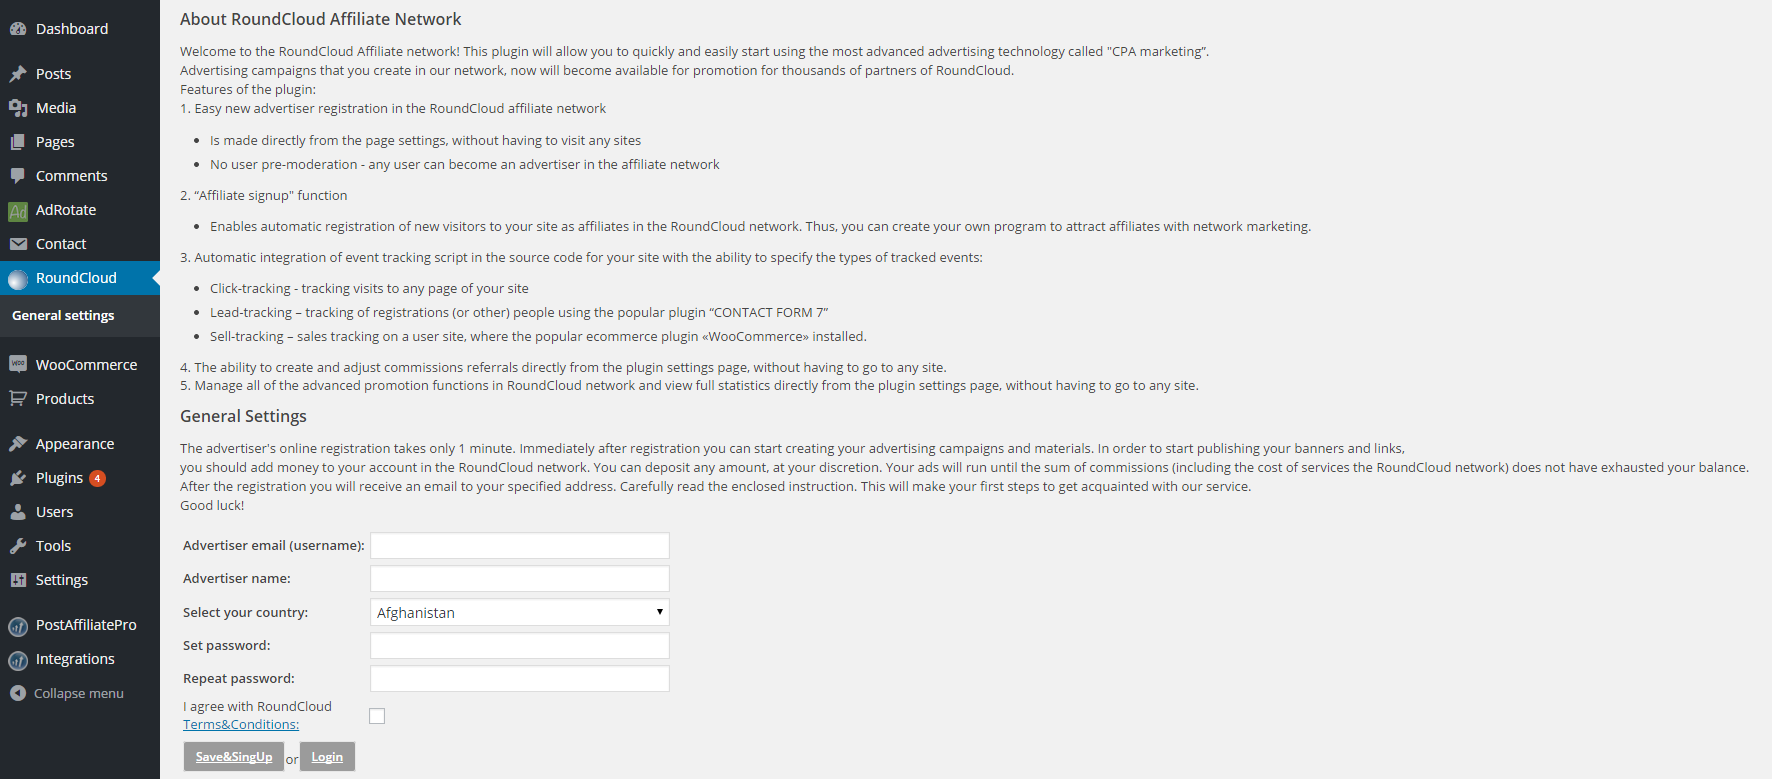 Dashboard
Posts
Media
Pages
Comments
Ad
AdRotate
Contact
RoundCloud
General settings
Woo
WooCommerce
Products
Appearance
Plugins 4
Users
Tools
Settings
PostAffiliatePro
Integrations
Collapse menu
About RoundCloud Affiliate Network
Welcome to the RoundCloud Affiliate network! This plugin will allow you to quickly and easily start using the most advanced advertising technology called "CPA marketing”.
Advertising campaigns that you create in our network, now will become available for promotion for thousands of partners of RoundCloud.
Features of the plugin:
1. Easy new advertiser registration in the RoundCloud affiliate network
• Is made directly from the page settings, without having to visit any sites
• No user pre-moderation - any user can become an advertiser in the affiliate network
2. “Affiliate signup" function
• Enables automatic registration of new visitors to your site as affiliates in the RoundCloud network. Thus, you can create your own program to attract affiliates with network marketing.
3. Automatic integration of event tracking script in the source code for your site with the ability to specify the types of tracked events:
• Click-tracking - tracking visits to any page of your site
• Lead-tracking – tracking of registrations (or other) people using the popular plugin “CONTACT FORM 7”
• Sell-tracking – sales tracking on a user site, where the popular ecommerce plugin «WooCommerce» installed.
4. The ability to create and adjust commissions referrals directly from the plugin settings page, without having to go to any site.
5. Manage all of the advanced promotion functions in RoundCloud network and view full statistics directly from the plugin settings page, without having to go to any site.
General Settings
The advertiser's online registration takes only 1 minute. Immediately after registration you can start creating your advertising campaigns and materials. In order to start publishing your banners and links,
you should add money to your account in the RoundCloud network. You can deposit any amount, at your discretion. Your ads will run until the sum of commissions (including the cost of services the RoundCloud network) does not have exhausted your balance.
After the registration you will receive an email to your specified address. Carefully read the enclosed instruction. This will make your first steps to get acquainted with our service.
Good luck!
Advertiser email (username):
Advertiser name:
Select your country: Afghanistan
Set password:
Repeat password:
I agree with RoundCloud
Terms&Conditions:
Save&SingUp or Login